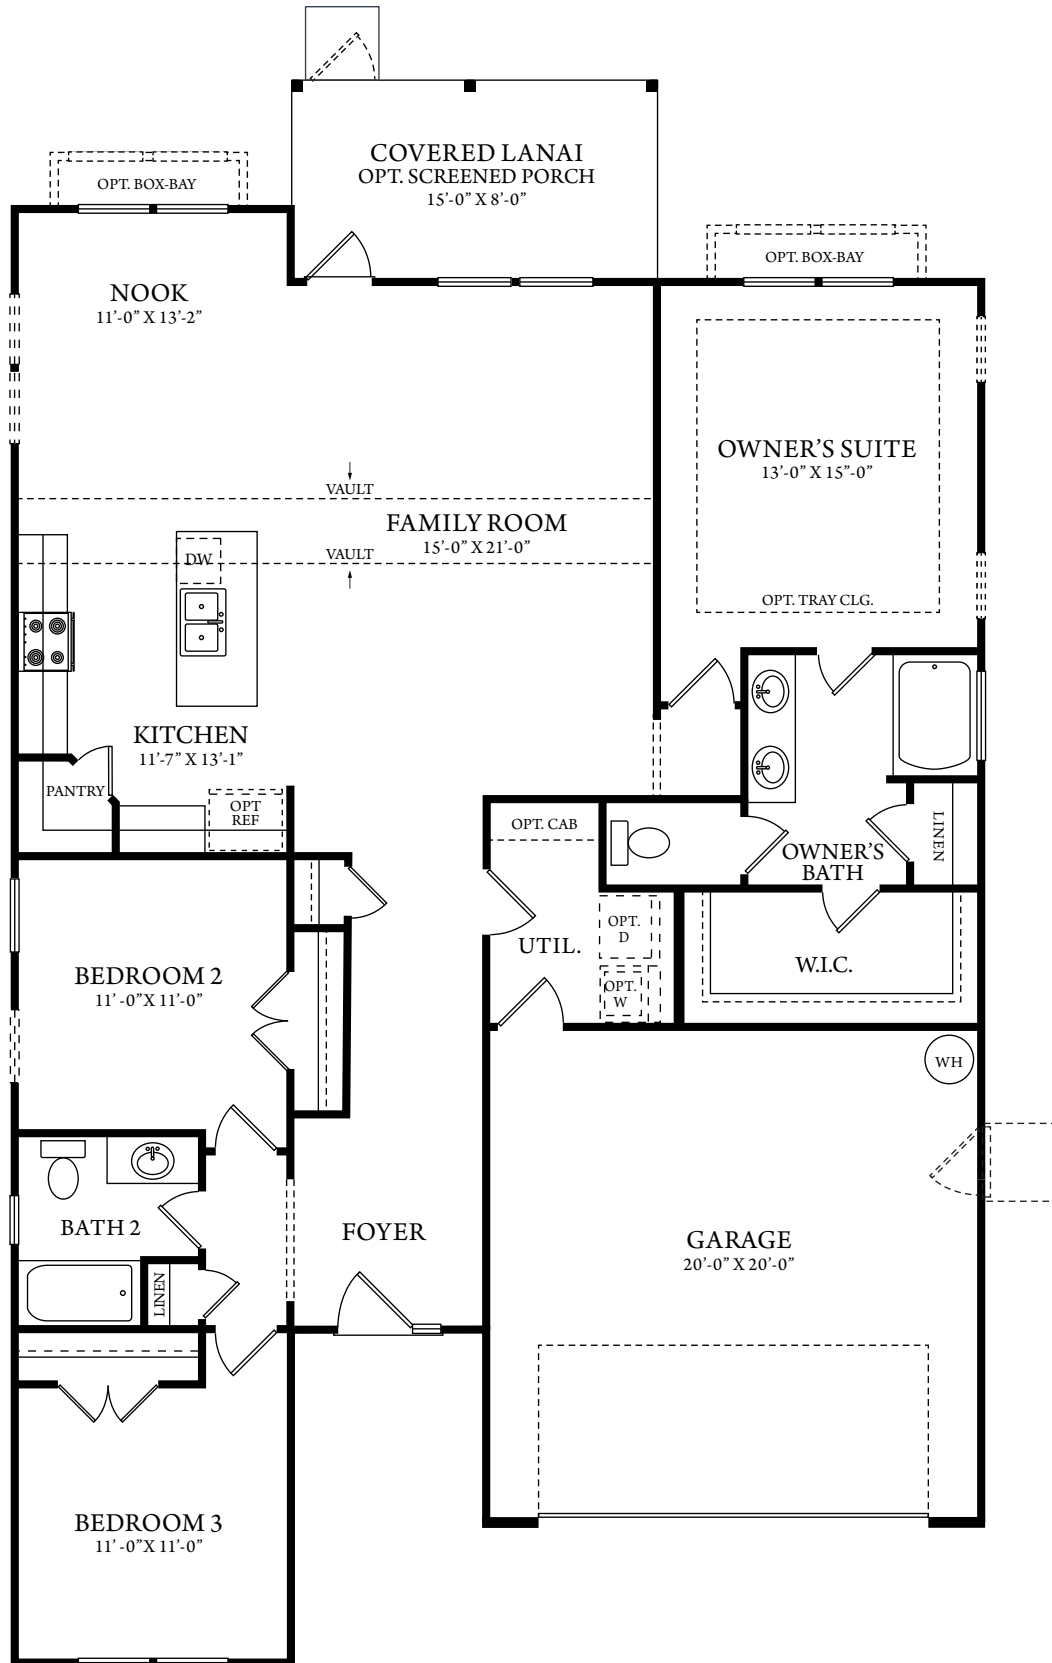 COVERED LANAI
OPT. SCREENED PORCH
15'-0" X 8'-0"
OPT. BOX-BAY
OPT. BOX-BAY
NOOK
11'-0" X 13'-2"
OWNER'S SUITE
13'-0" X 15"-0"
VAULT
FAMILY ROOM
15'-0" X 21'-0"
VAULT
DW
OPT. TRAY CLG.
KITCHEN
11'-7" X 13'-1"
PANTRY
OPT
REF
OPT. CAB
LINEN
OWNER'S
BATH
OPT.
D
UTIL.
W.I.C.
BEDROOM 2
11'-0"X 11'-0"
OPT.
W
WH
BATH 2
FOYER
GARAGE
20'-0" X 20'-0"
LINEN
BEDROOM 3
11'-0"X 11'-0"